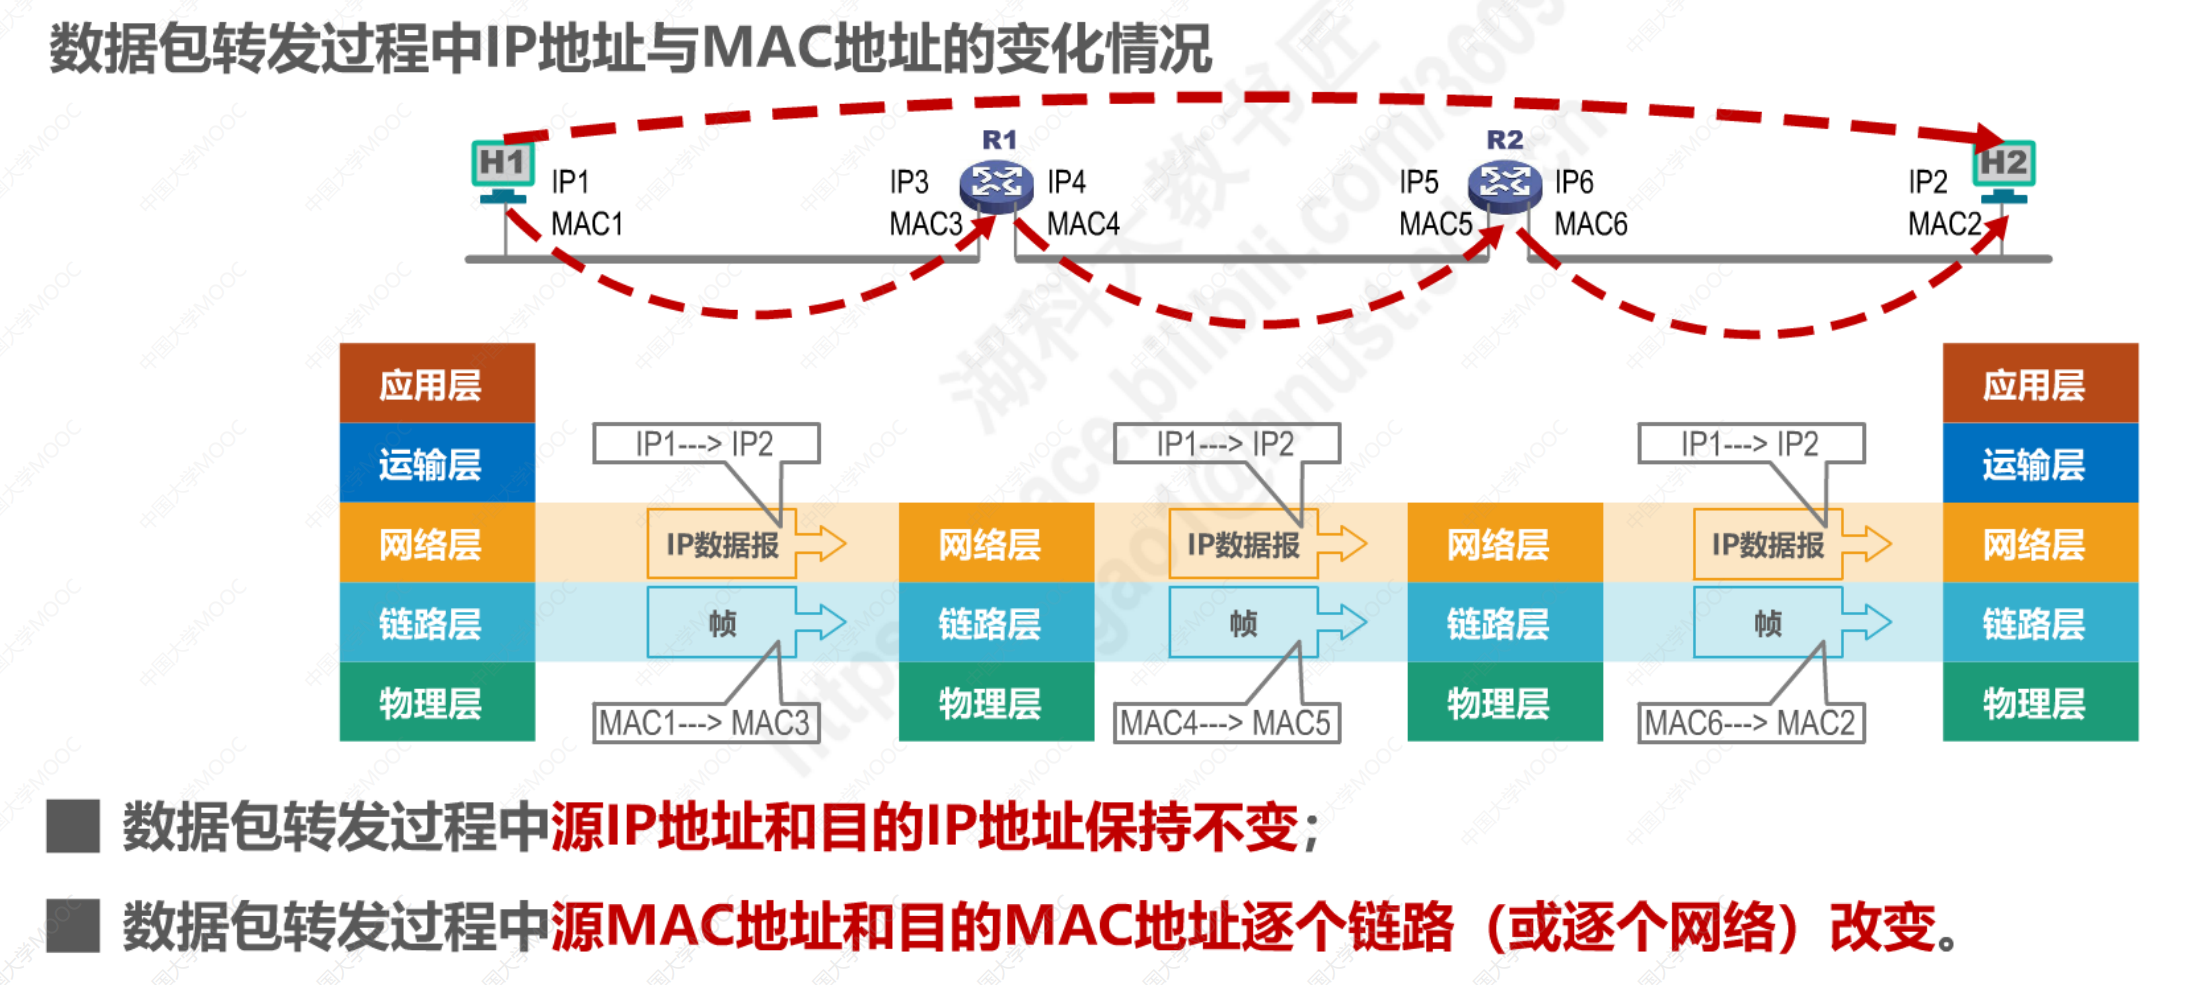 数据包转发过程中IP地址与MAC地址的变化情况
H1 R1 R2 H2
IP1 IP3 IP4 IP5 IP6 IP2
MAC1 MAC3 MAC4 MAC5 MAC6 MAC2
应用层 应用层
IP1---> IP2 IP1---> IP2 IP1---> IP2
运输层 运输层
网络层 IP数据报 网络层 IP数据报 网络层 IP数据报 网络层
链路层 帧 链路层 帧 链路层 帧 链路层
物理层 物理层 物理层 物理层
MAC1---> MAC3 MAC4---> MAC5 MAC6---> MAC2
数据包转发过程中源IP地址和目的IP地址保持不变；
数据包转发过程中源MAC地址和目的MAC地址逐个链路（或逐个网络）改变。
中国大学MOOC
湖科大教书匠